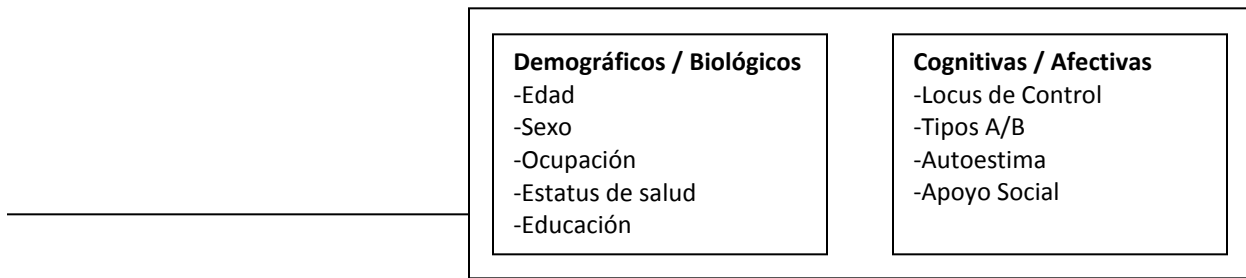 Demográficos / Biológicos
-Edad
-Sexo
-Ocupación
-Estatus de salud
-Educación
Cognitivas / Afectivas
-Locus de Control
-Tipos A/B
-Autoestima
-Apoyo Social